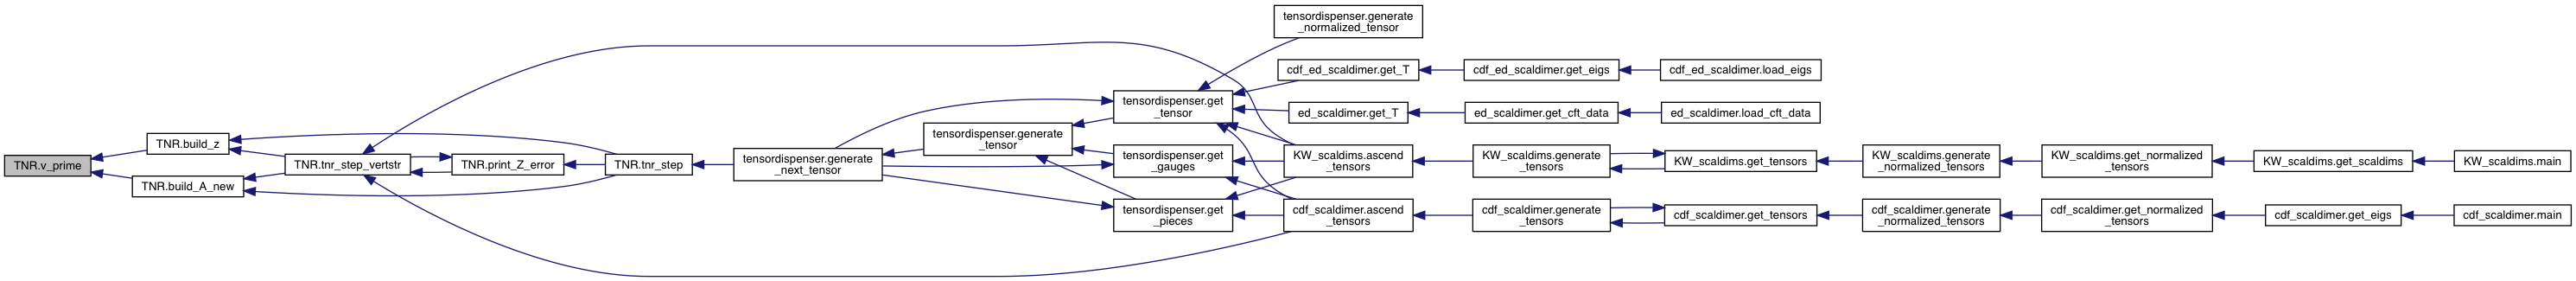 TNR.v_prime
TNR.build_z
TNR.build_A_new
TNR.tnr_step_vertstr
TNR.print_Z_error
TNR.tnr_step
tensordispenser.generate
_next_tensor
tensordispenser.generate
_tensor
tensordispenser.get
_tensor
tensordispenser.get
_gauges
tensordispenser.get
_pieces
tensordispenser.generate
_normalized_tensor
cdf_ed_scaldimer.get_T
cdf_ed_scaldimer.get_eigs
cdf_ed_scaldimer.load_eigs
ed_scaldimer.get_T
ed_scaldimer.get_cft_data
ed_scaldimer.load_cft_data
KW_scaldims.ascend
_tensors
KW_scaldims.generate
_tensors
KW_scaldims.get_tensors
KW_scaldims.generate
_normalized_tensors
KW_scaldims.get_normalized
_tensors
KW_scaldims.get_scaldims
KW_scaldims.main
cdf_scaldimer.ascend
_tensors
cdf_scaldimer.generate
_tensors
cdf_scaldimer.get_tensors
cdf_scaldimer.generate
_normalized_tensors
cdf_scaldimer.get_normalized
_tensors
cdf_scaldimer.get_eigs
cdf_scaldimer.main